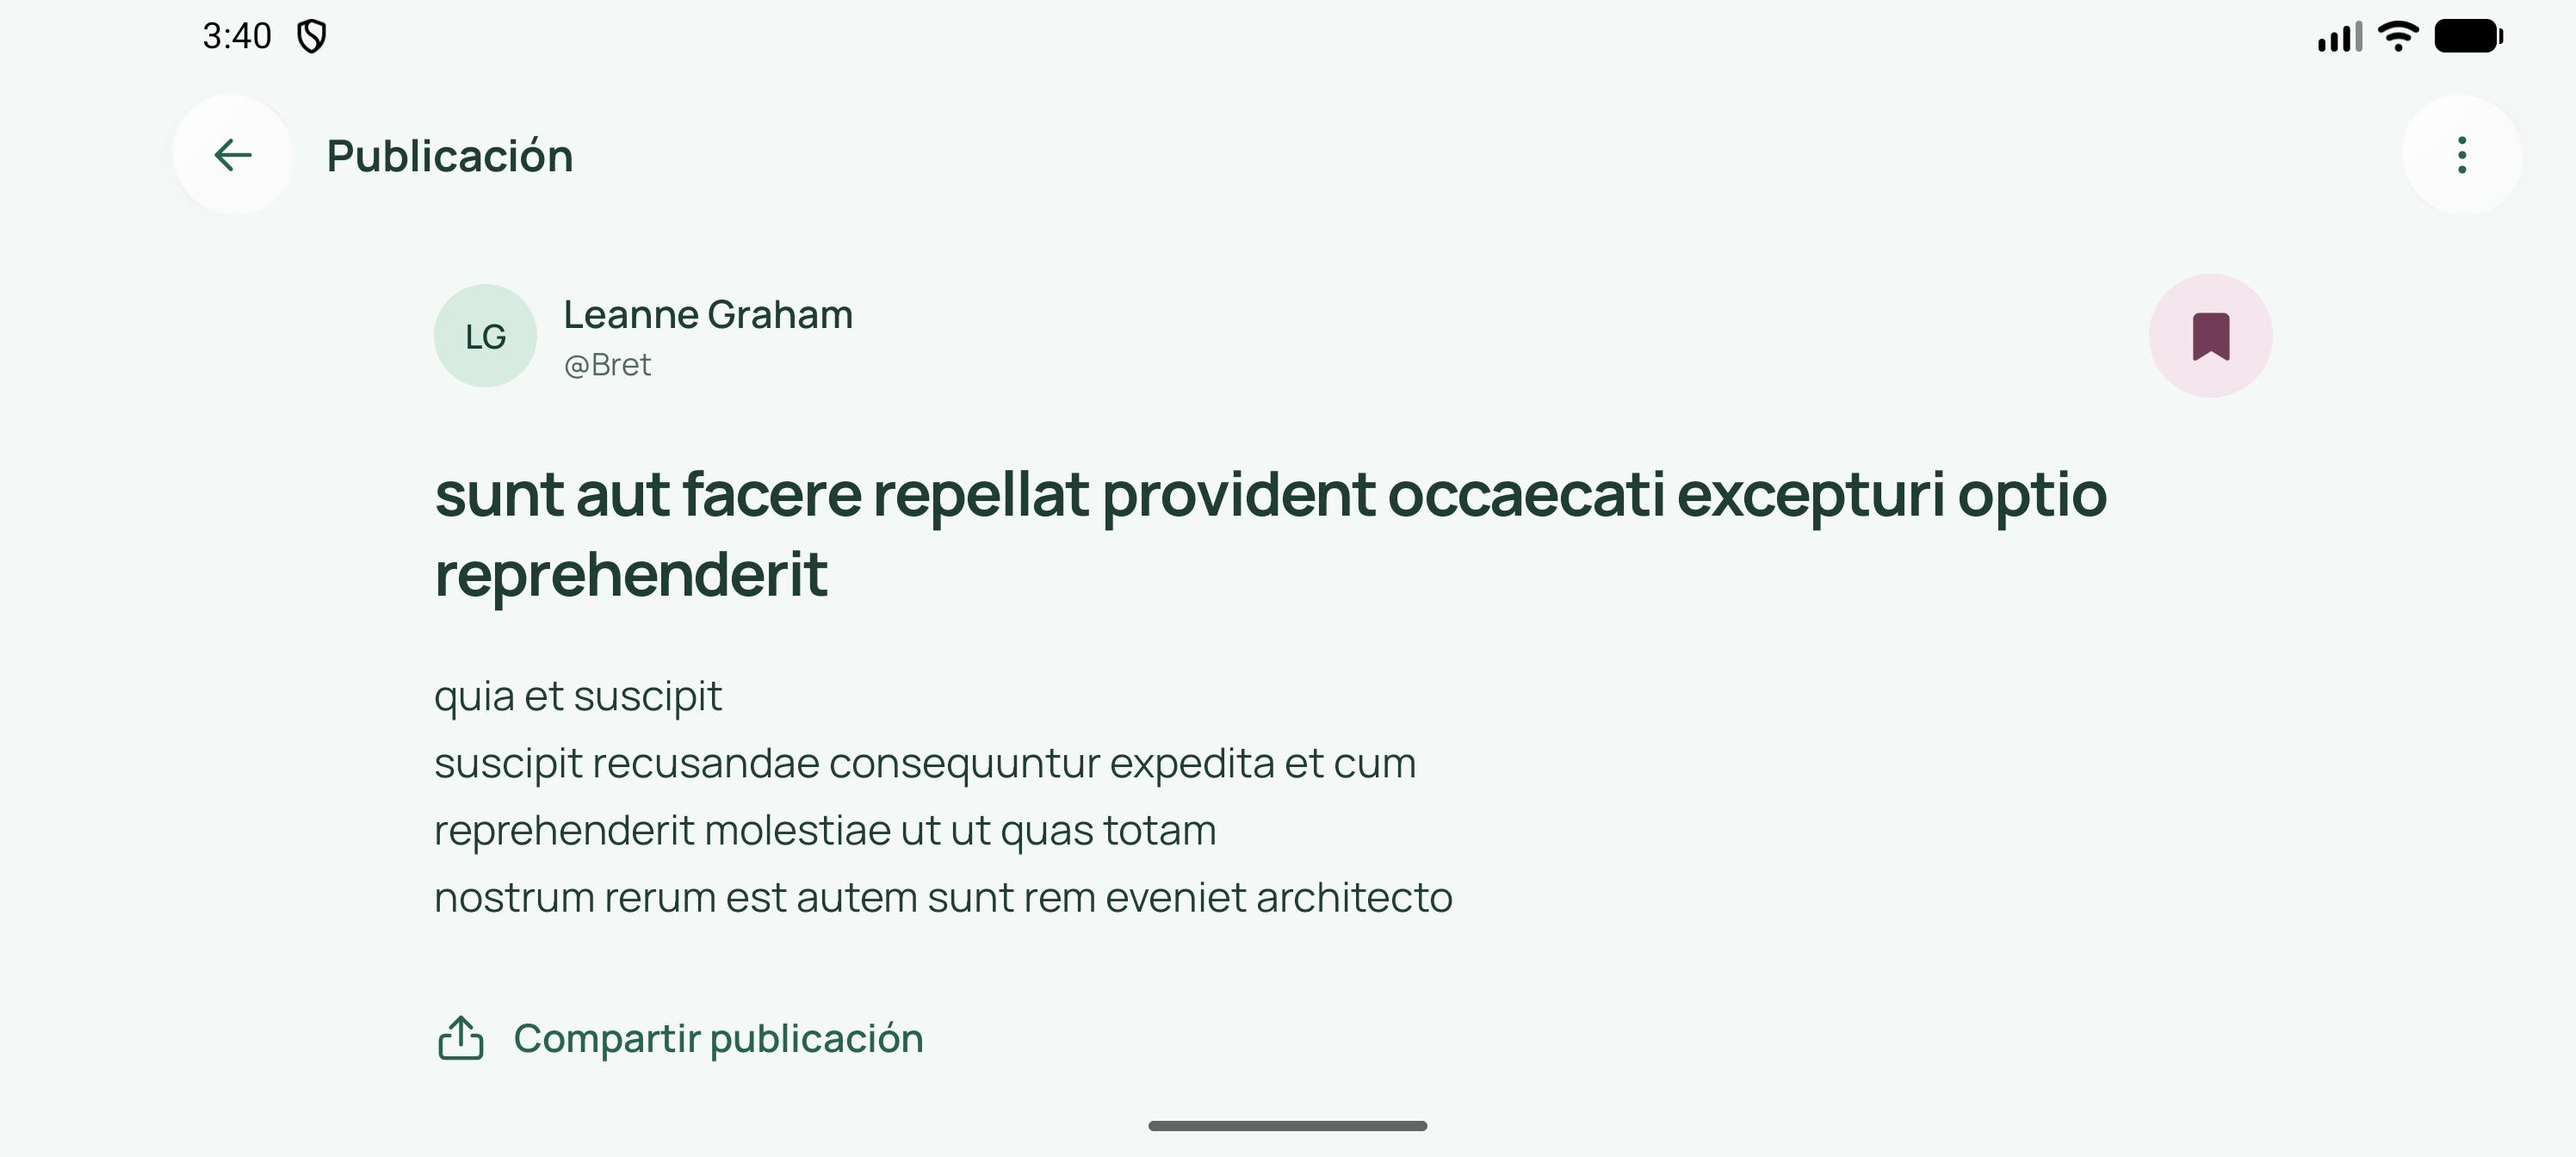 3:40
Publicación
LG
Leanne Graham
@Bret
sunt aut facere repellat provident occaecati excepturi optio
reprehenderit
quia et suscipit
suscipit recusandae consequuntur expedita et cum
reprehenderit molestiae ut ut quas totam
nostrum rerum est autem sunt rem eveniet architecto
Compartir publicación